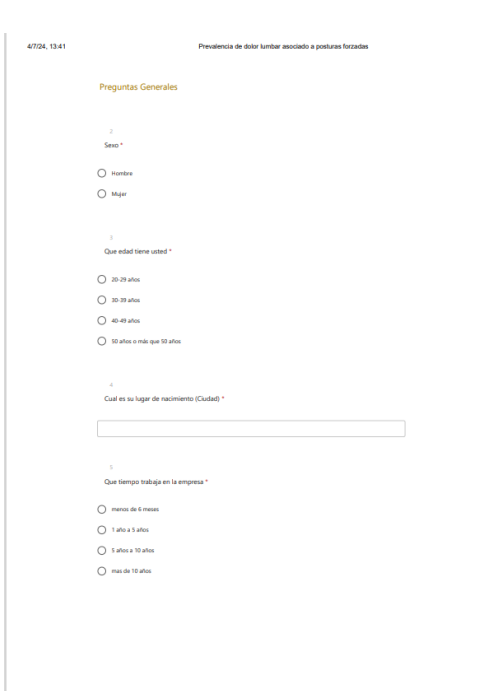 4/7/24, 13:41 Prevalencia de dolor lumbar asociado a posturas forzadas
Preguntas Generales
2
Sexo *
Hombre
Mujer
3
Que edad tiene usted *
20-29 años
30-39 años
40-49 años
50 años o más que 50 años
4
Cual es su lugar de nacimiento (Ciudad) *
5
Que tiempo trabaja en la empresa *
menos de 6 meses
1 año a 5 años
5 años a 10 años
mas de 10 años